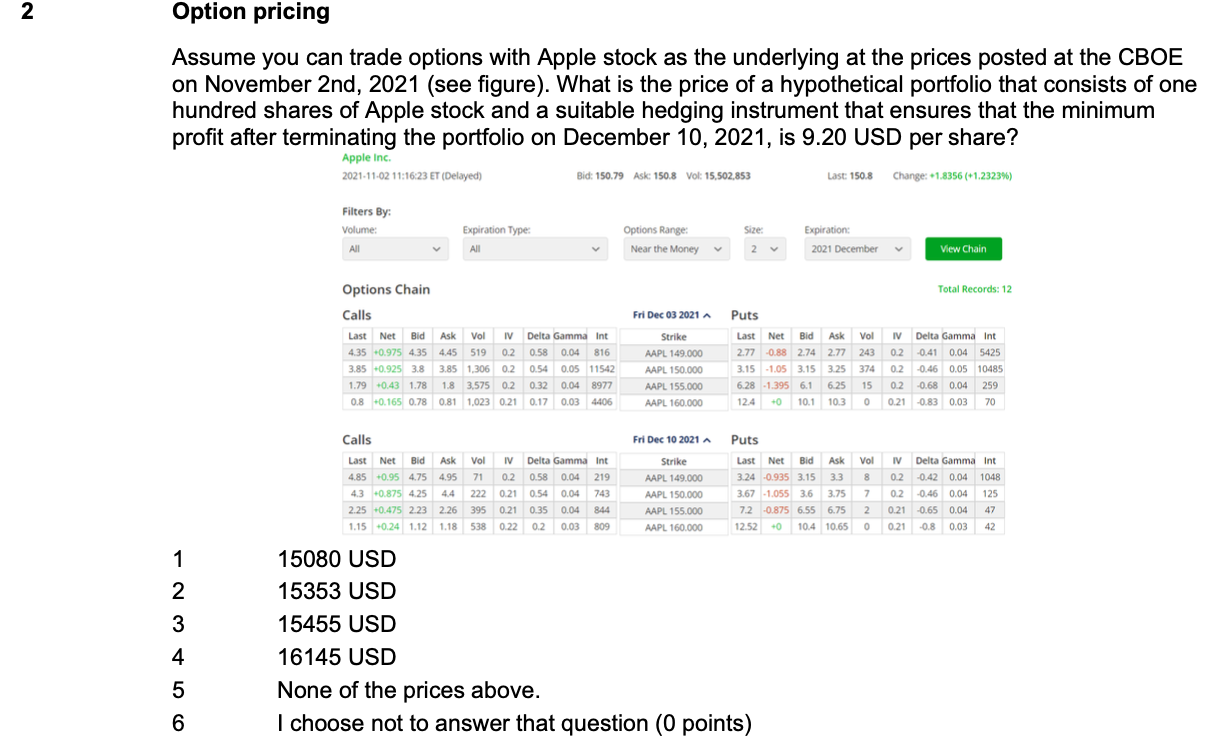 2 Option pricing
Assume you can trade options with Apple stock as the underlying at the prices posted at the CBOE
on November 2nd, 2021 (see figure). What is the price of a hypothetical portfolio that consists of one
hundred shares of Apple stock and a suitable hedging instrument that ensures that the minimum
profit after terminating the portfolio on December 10, 2021, is 9.20 USD per share?
Apple Inc.
2021-11-02 11:16:23 ET (Delayed) Bid: 150.79 Ask: 150.8 Vol: 15,502,853 Last: 150.8 Change: +1.8356 (+1.2323%)
Filters By:
Volume: Expiration Type: Options Range: Size: Expiration:
All All Near the Money 2 2021 December View Chain
Options Chain Total Records: 12
Calls Fri Dec 03 2021 Puts
Last Net Bid Ask Vol IV Delta Gamma Int Strike Last Net Bid Ask Vol IV Delta Gamma Int
4.35 +0.975 4.35 4.45 519 0.2 0.58 0.04 816 AAPL 149.000 2.77 -0.88 2.74 2.77 243 0.2 -0.41 0.04 5425
3.85 +0.925 3.8 3.85 1,306 0.2 0.54 0.05 11542 AAPL 150.000 3.15 -1.05 3.15 3.25 374 0.2 -0.46 0.05 10485
1.79 +0.43 1.78 1.8 3,575 0.2 0.32 0.04 8977 AAPL 155.000 6.28 -1.395 6.1 6.25 15 0.2 -0.68 0.04 259
0.8 +0.165 0.78 0.81 1,023 0.21 0.17 0.03 4406 AAPL 160.000 12.4 +0 10.1 10.3 0 0.21 -0.83 0.03 70
Calls Fri Dec 10 2021 Puts
Last Net Bid Ask Vol IV Delta Gamma Int Strike Last Net Bid Ask Vol IV Delta Gamma Int
4.85 +0.95 4.75 4.95 71 0.2 0.58 0.04 219 AAPL 149.000 3.24 -0.935 3.15 3.3 8 0.2 -0.42 0.04 1048
4.3 +0.875 4.25 4.4 222 0.21 0.54 0.04 743 AAPL 150.000 3.67 -1.055 3.6 3.75 7 0.2 -0.46 0.04 125
2.25 +0.475 2.23 2.26 395 0.21 0.35 0.04 844 AAPL 155.000 7.2 -0.875 6.55 6.75 2 0.21 -0.65 0.04 47
1.15 +0.24 1.12 1.18 538 0.22 0.2 0.03 809 AAPL 160.000 12.52 +0 10.4 10.65 0 0.21 -0.8 0.03 42
1 15080 USD
2 15353 USD
3 15455 USD
4 16145 USD
5 None of the prices above.
6 I choose not to answer that question (0 points)